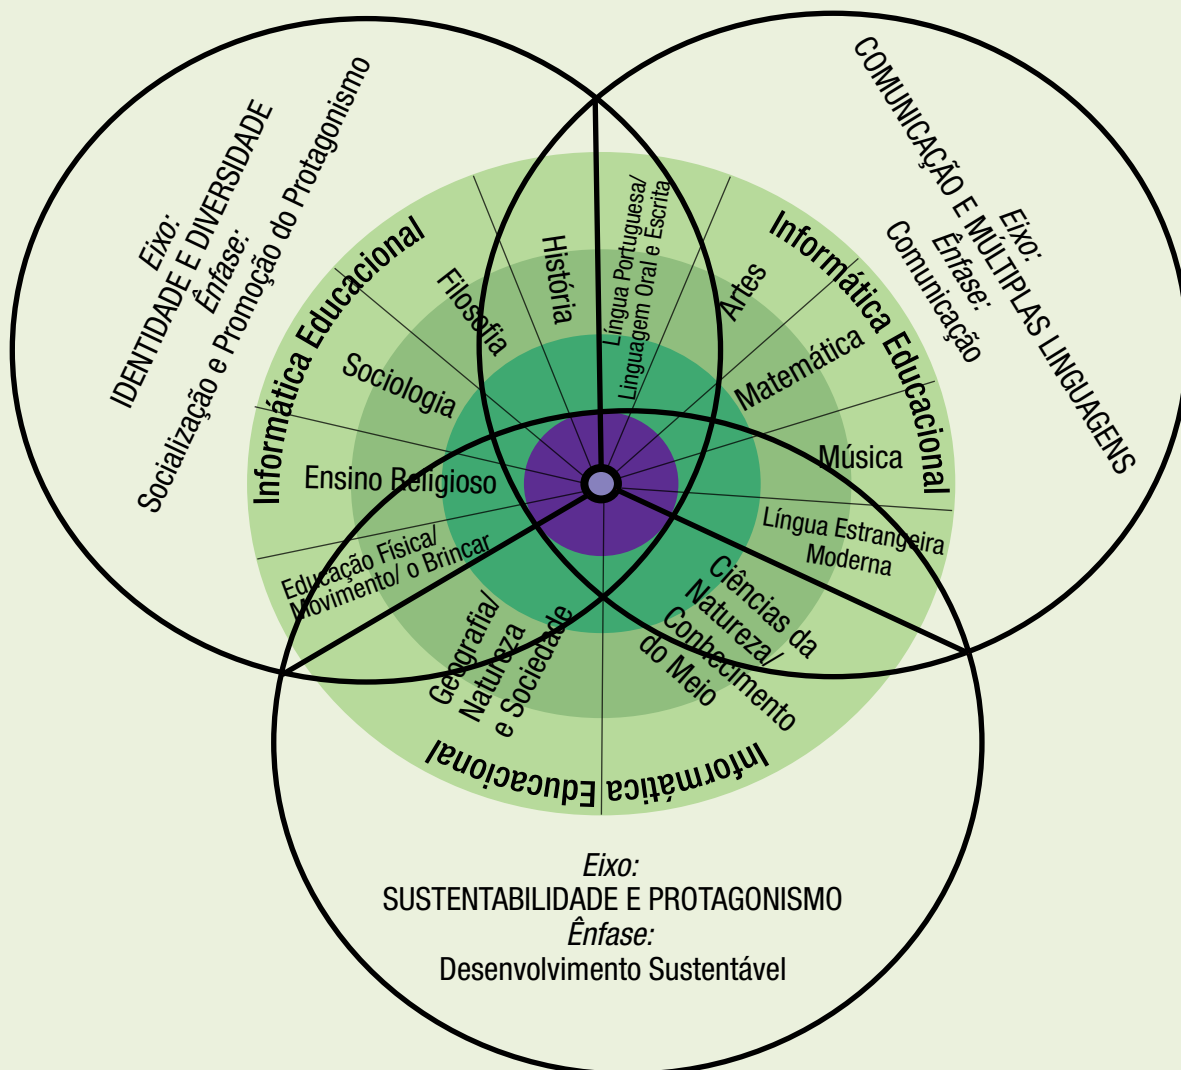 Eixo:
IDENTIDADE E DIVERSIDADE
Ênfase:
Socialização e Promoção do Protagonismo
Eixo:
COMUNICAÇÃO E MÚLTIPLAS LINGUAGENS
Ênfase:
Comunicação
Informática Educacional
Informática Educacional
História
Filosofia
Sociologia
Ensino Religioso
Educação Física/
Movimento/ o Brincar
Língua Portuguesa/
Linguagem Oral e Escrita
Artes
Matemática
Música
Língua Estrangeira
Moderna
Geografia/
Natureza
e Sociedade
Ciências da
Natureza/
Conhecimento
do Meio
Informática Educacional
Eixo:
SUSTENTABILIDADE E PROTAGONISMO
Ênfase:
Desenvolvimento Sustentável